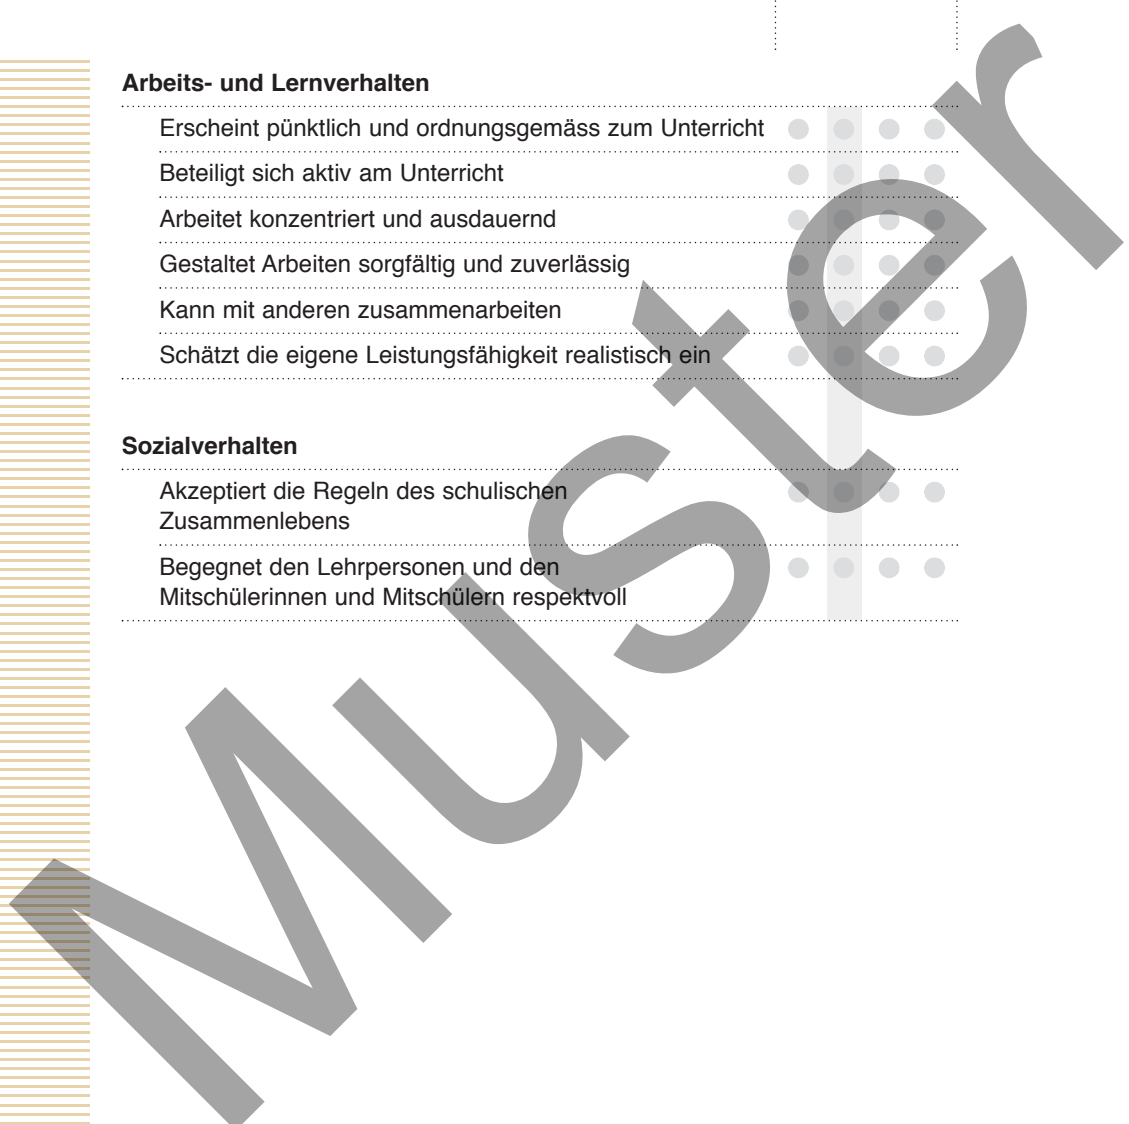 Arbeits- und Lernverhalten
Erscheint pünktlich und ordnungsgemäss zum Unterricht
Beteiligt sich aktiv am Unterricht
Arbeitet konzentriert und ausdauernd
Gestaltet Arbeiten sorgfältig und zuverlässig
Kann mit anderen zusammenarbeiten
Schätzt die eigene Leistungsfähigkeit realistisch ein
Sozialverhalten
Akzeptiert die Regeln des schulischen
Zusammenlebens
Begegnet den Lehrpersonen und den
Mitschülerinnen und Mitschülern respektvoll
Muster